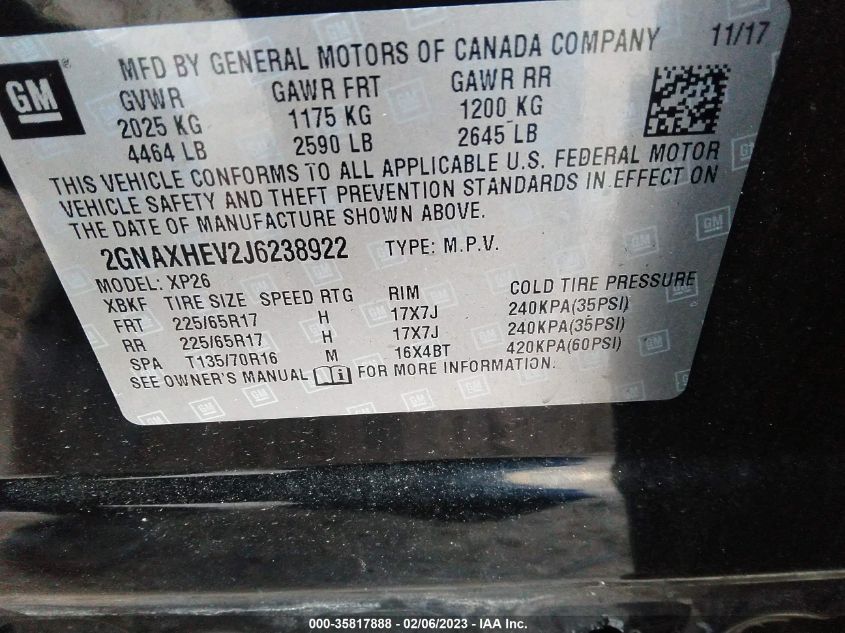 MFD BY GENERAL MOTORS OF CANADA COMPANY 11/17
GM
GVWR GAWR FRT GAWR RR
2025 KG 1175 KG 1200 KG
4464 LB 2590 LB 2645 LB
THIS VEHICLE CONFORMS TO ALL APPLICABLE U.S. FEDERAL MOTOR
VEHICLE SAFETY AND THEFT PREVENTION STANDARDS IN EFFECT ON
THE DATE OF MANUFACTURE SHOWN ABOVE.
2GNAXHEV2J6238922 TYPE: M.P.V.
MODEL: XP26
XBKF TIRE SIZE SPEED RTG RIM COLD TIRE PRESSURE
FRT 225/65R17 H 17X7J 240KPA(35PSI)
RR 225/65R17 H 17X7J 240KPA(35PSI)
SPA T135/70R16 M 16X4BT 420KPA(60PSI)
SEE OWNER'S MANUAL i FOR MORE INFORMATION.
000-35817888 - 02/06/2023 - IAA Inc.